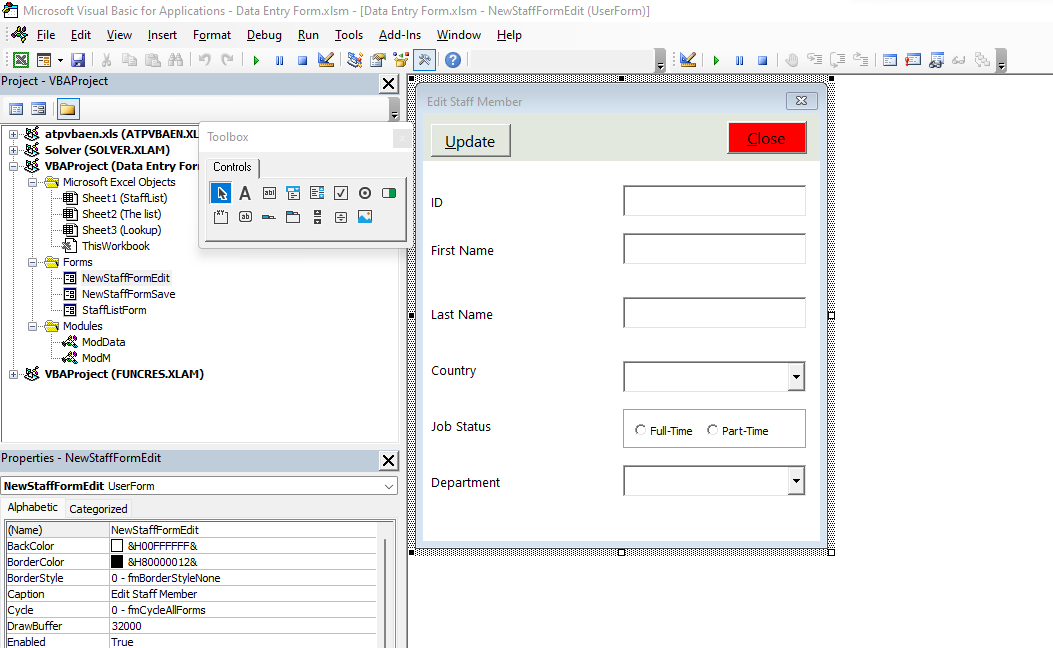 Microsoft Visual Basic for Applications - Data Entry Form.xlsm - [Data Entry Form.xlsm - NewStaffFormEdit (UserForm)]
File Edit View Insert Format Debug Run Tools Add-Ins Window Help
Project - VBAProject
atpvbaen.xls (ATPVBAEN.XL
Solver (SOLVER.XLAM)
VBAProject (Data Entry For
Microsoft Excel Objects
Sheet1 (StaffList)
Sheet2 (The list)
Sheet3 (Lookup)
ThisWorkbook
Forms
NewStaffFormEdit
NewStaffFormSave
StaffListForm
Modules
ModData
ModM
VBAProject (FUNCRES.XLAM)
Toolbox
Controls
A abl
XY ab
Properties - NewStaffFormEdit
NewStaffFormEdit UserForm
Alphabetic Categorized
(Name) NewStaffFormEdit
BackColor &H00FFFFFF&
BorderColor &H80000012&
BorderStyle 0 - fmBorderStyleNone
Caption Edit Staff Member
Cycle 0 - fmCycleAllForms
DrawBuffer 32000
Enabled True
Edit Staff Member
Update Close
ID
First Name
Last Name
Country
Job Status Full-Time Part-Time
Department